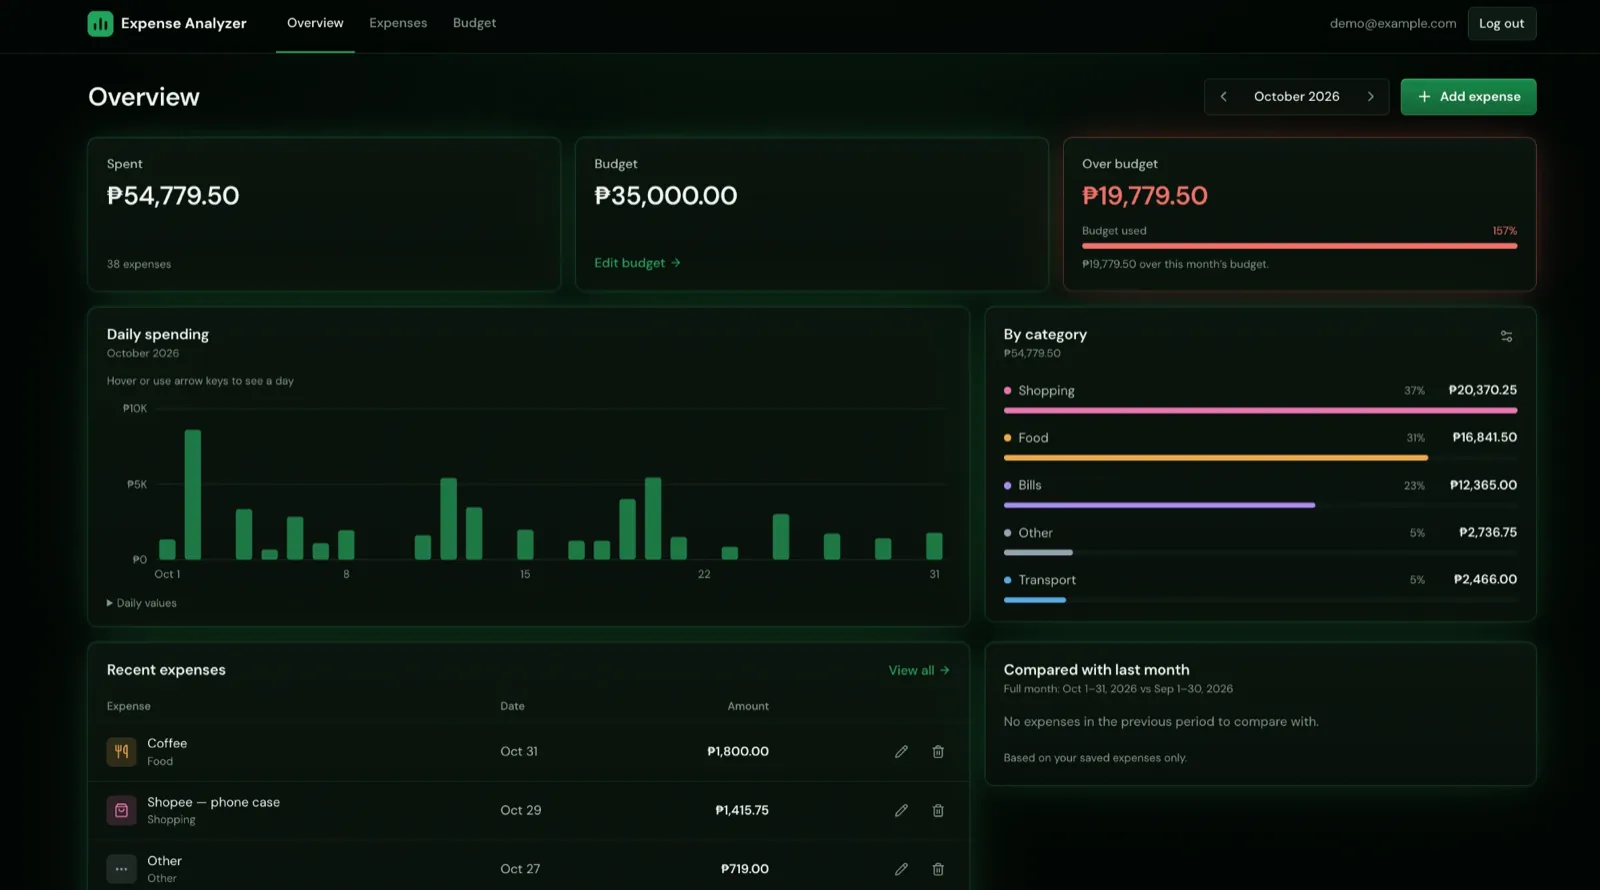 Expense Analyzer
Overview
Expenses
Budget
demo@example.com
Log out
Overview
October 2026
Add expense
Spent
₱54,779.50
38 expenses
Budget
₱35,000.00
Edit budget →
Over budget
₱19,779.50
Budget used 157%
₱19,779.50 over this month's budget.
Daily spending
October 2026
Hover or use arrow keys to see a day
₱10K
₱5K
₱0
Oct 1 8 15 22 31
▶ Daily values
By category
₱54,779.50
Shopping 37% ₱20,370.25
Food 31% ₱16,841.50
Bills 23% ₱12,365.00
Other 5% ₱2,736.75
Transport 5% ₱2,466.00
Recent expenses
View all →
Expense Date Amount
Coffee
Food
Oct 31 ₱1,800.00
Shopee — phone case
Shopping
Oct 29 ₱1,415.75
Other
Other
Oct 27 ₱719.00
Compared with last month
Full month: Oct 1–31, 2026 vs Sep 1–30, 2026
No expenses in the previous period to compare with.
Based on your saved expenses only.